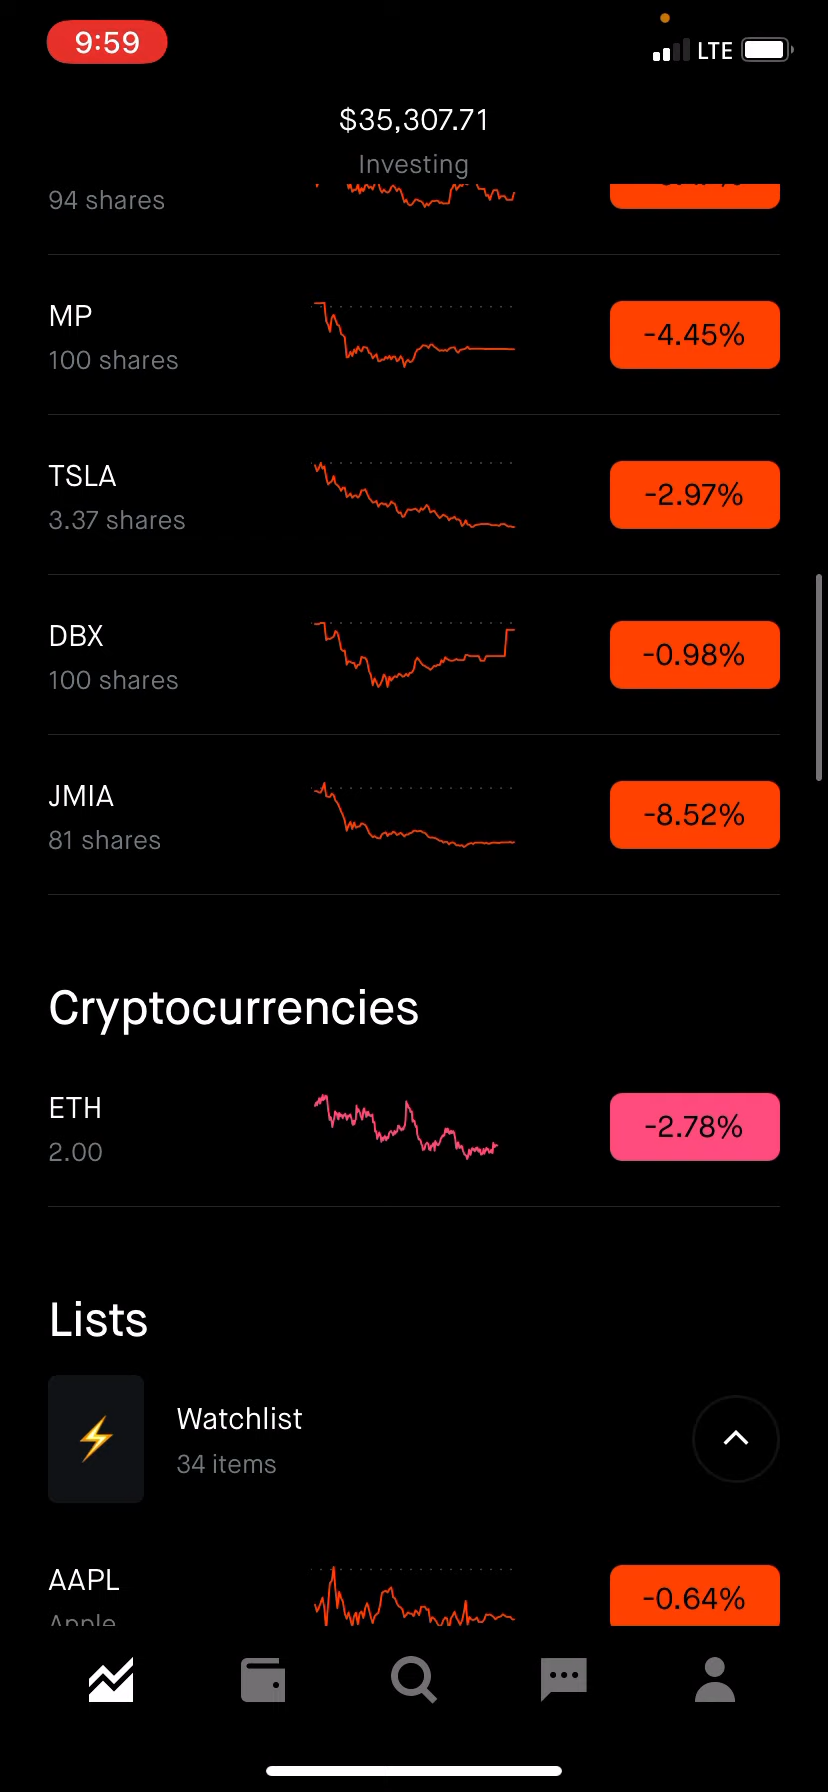 9:59
LTE
$35,307.71
Investing
94 shares
MP
100 shares
-4.45%
TSLA
3.37 shares
-2.97%
DBX
100 shares
-0.98%
JMIA
81 shares
-8.52%
Cryptocurrencies
ETH
2.00
-2.78%
Lists
Watchlist
34 items
AAPL
Apple
-0.64%